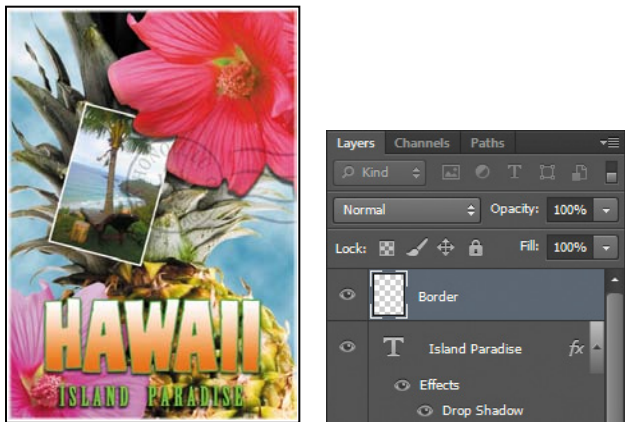 HONOLULU
HAWAII
ISLAND PARADISE
Layers Channels Paths
Kind T
Normal Opacity: 100%
Lock: Fill: 100%
Border
T Island Paradise fx
Effects
Drop Shadow